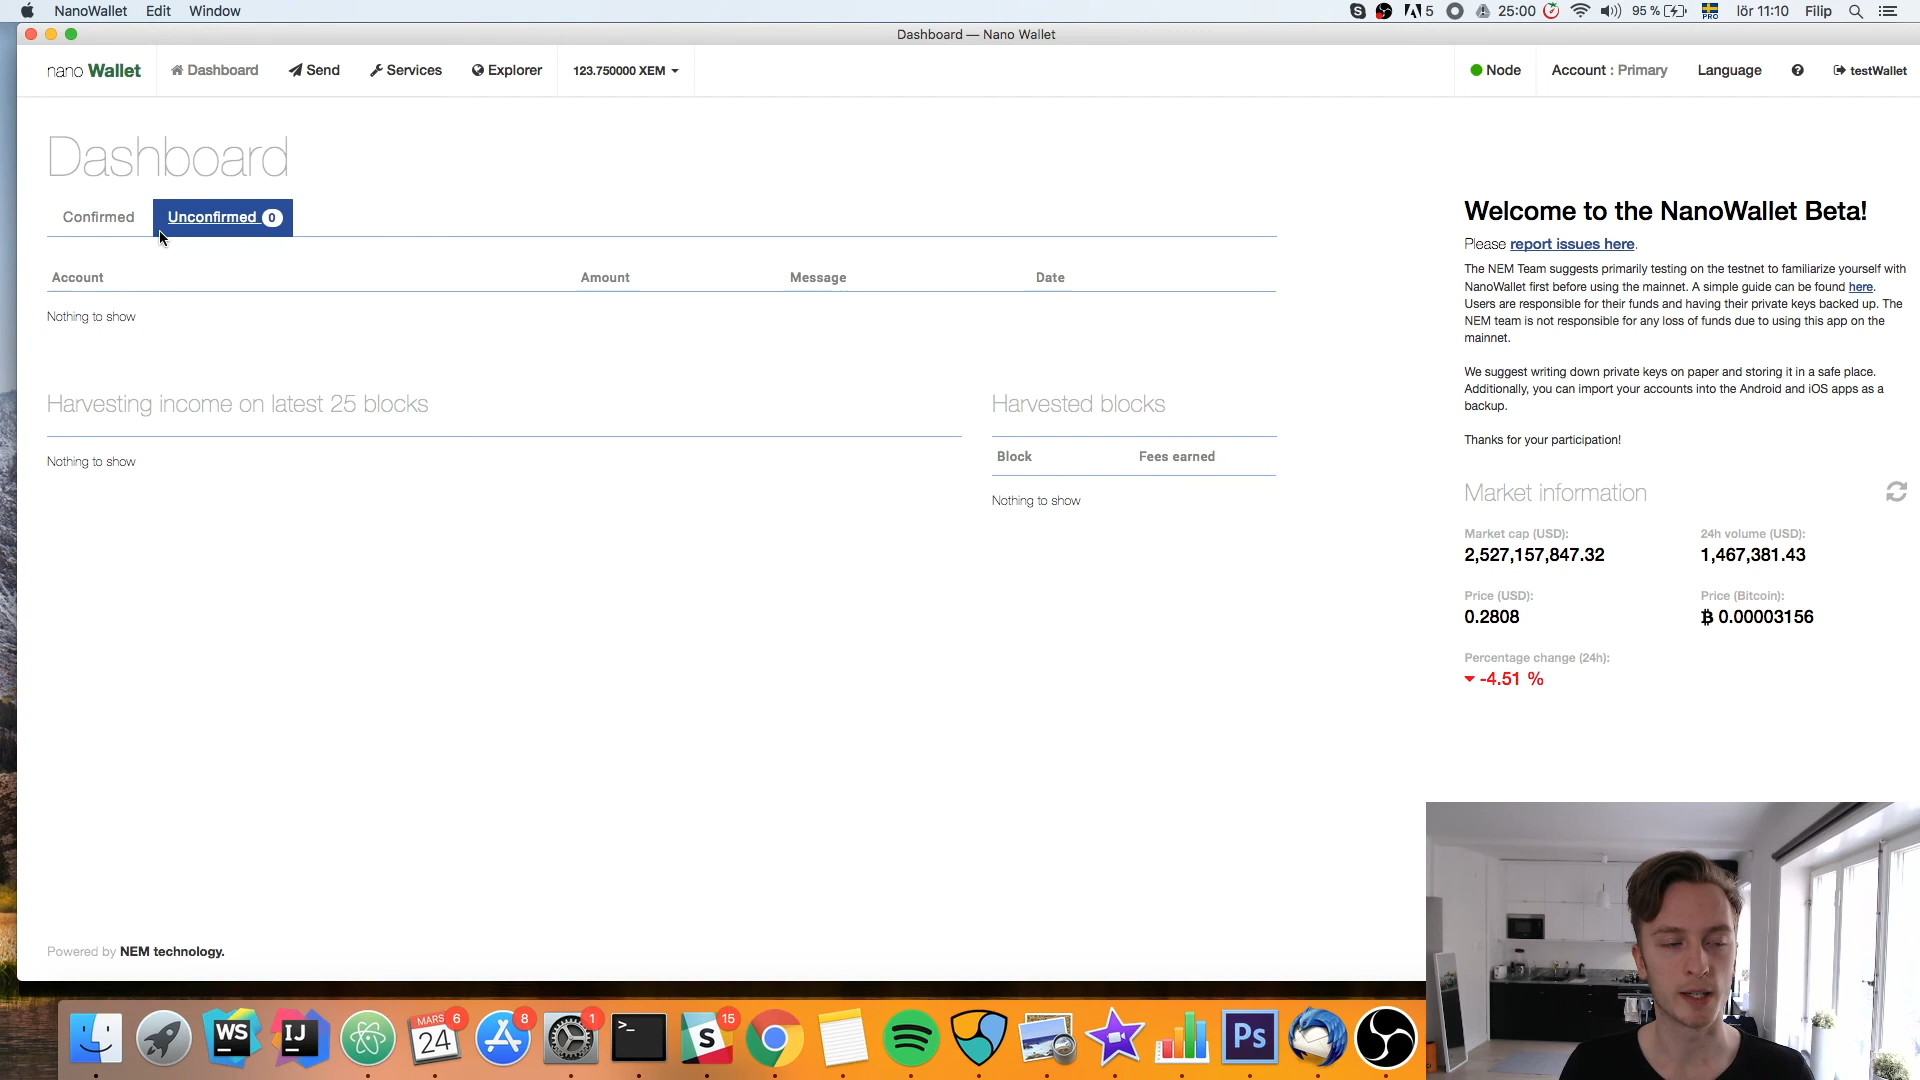 NanoWallet Edit Window
5 25:00 95 % PRO lör 11:10 Filip
Dashboard — Nano Wallet
nano Wallet Dashboard Send Services Explorer 123.750000 XEM Node Account : Primary Language testWallet
Dashboard
Confirmed Unconfirmed 0
Account Amount Message Date
Nothing to show
Harvesting income on latest 25 blocks
Nothing to show
Harvested blocks
Block Fees earned
Nothing to show
Welcome to the NanoWallet Beta!
Please report issues here.
The NEM Team suggests primarily testing on the testnet to familiarize yourself with
NanoWallet first before using the mainnet. A simple guide can be found here.
Users are responsible for their funds and having their private keys backed up. The
NEM team is not responsible for any loss of funds due to using this app on the
mainnet.
We suggest writing down private keys on paper and storing it in a safe place.
Additionally, you can import your accounts into the Android and iOS apps as a
backup.
Thanks for your participation!
Market information
Market cap (USD): 24h volume (USD):
2,527,157,847.32 1,467,381.43
Price (USD): Price (Bitcoin):
0.2808 ₿ 0.00003156
Percentage change (24h):
-4.51 %
Powered by NEM technology.
WS IJ MARS 24 6 8 1 >_ S 15 Ps